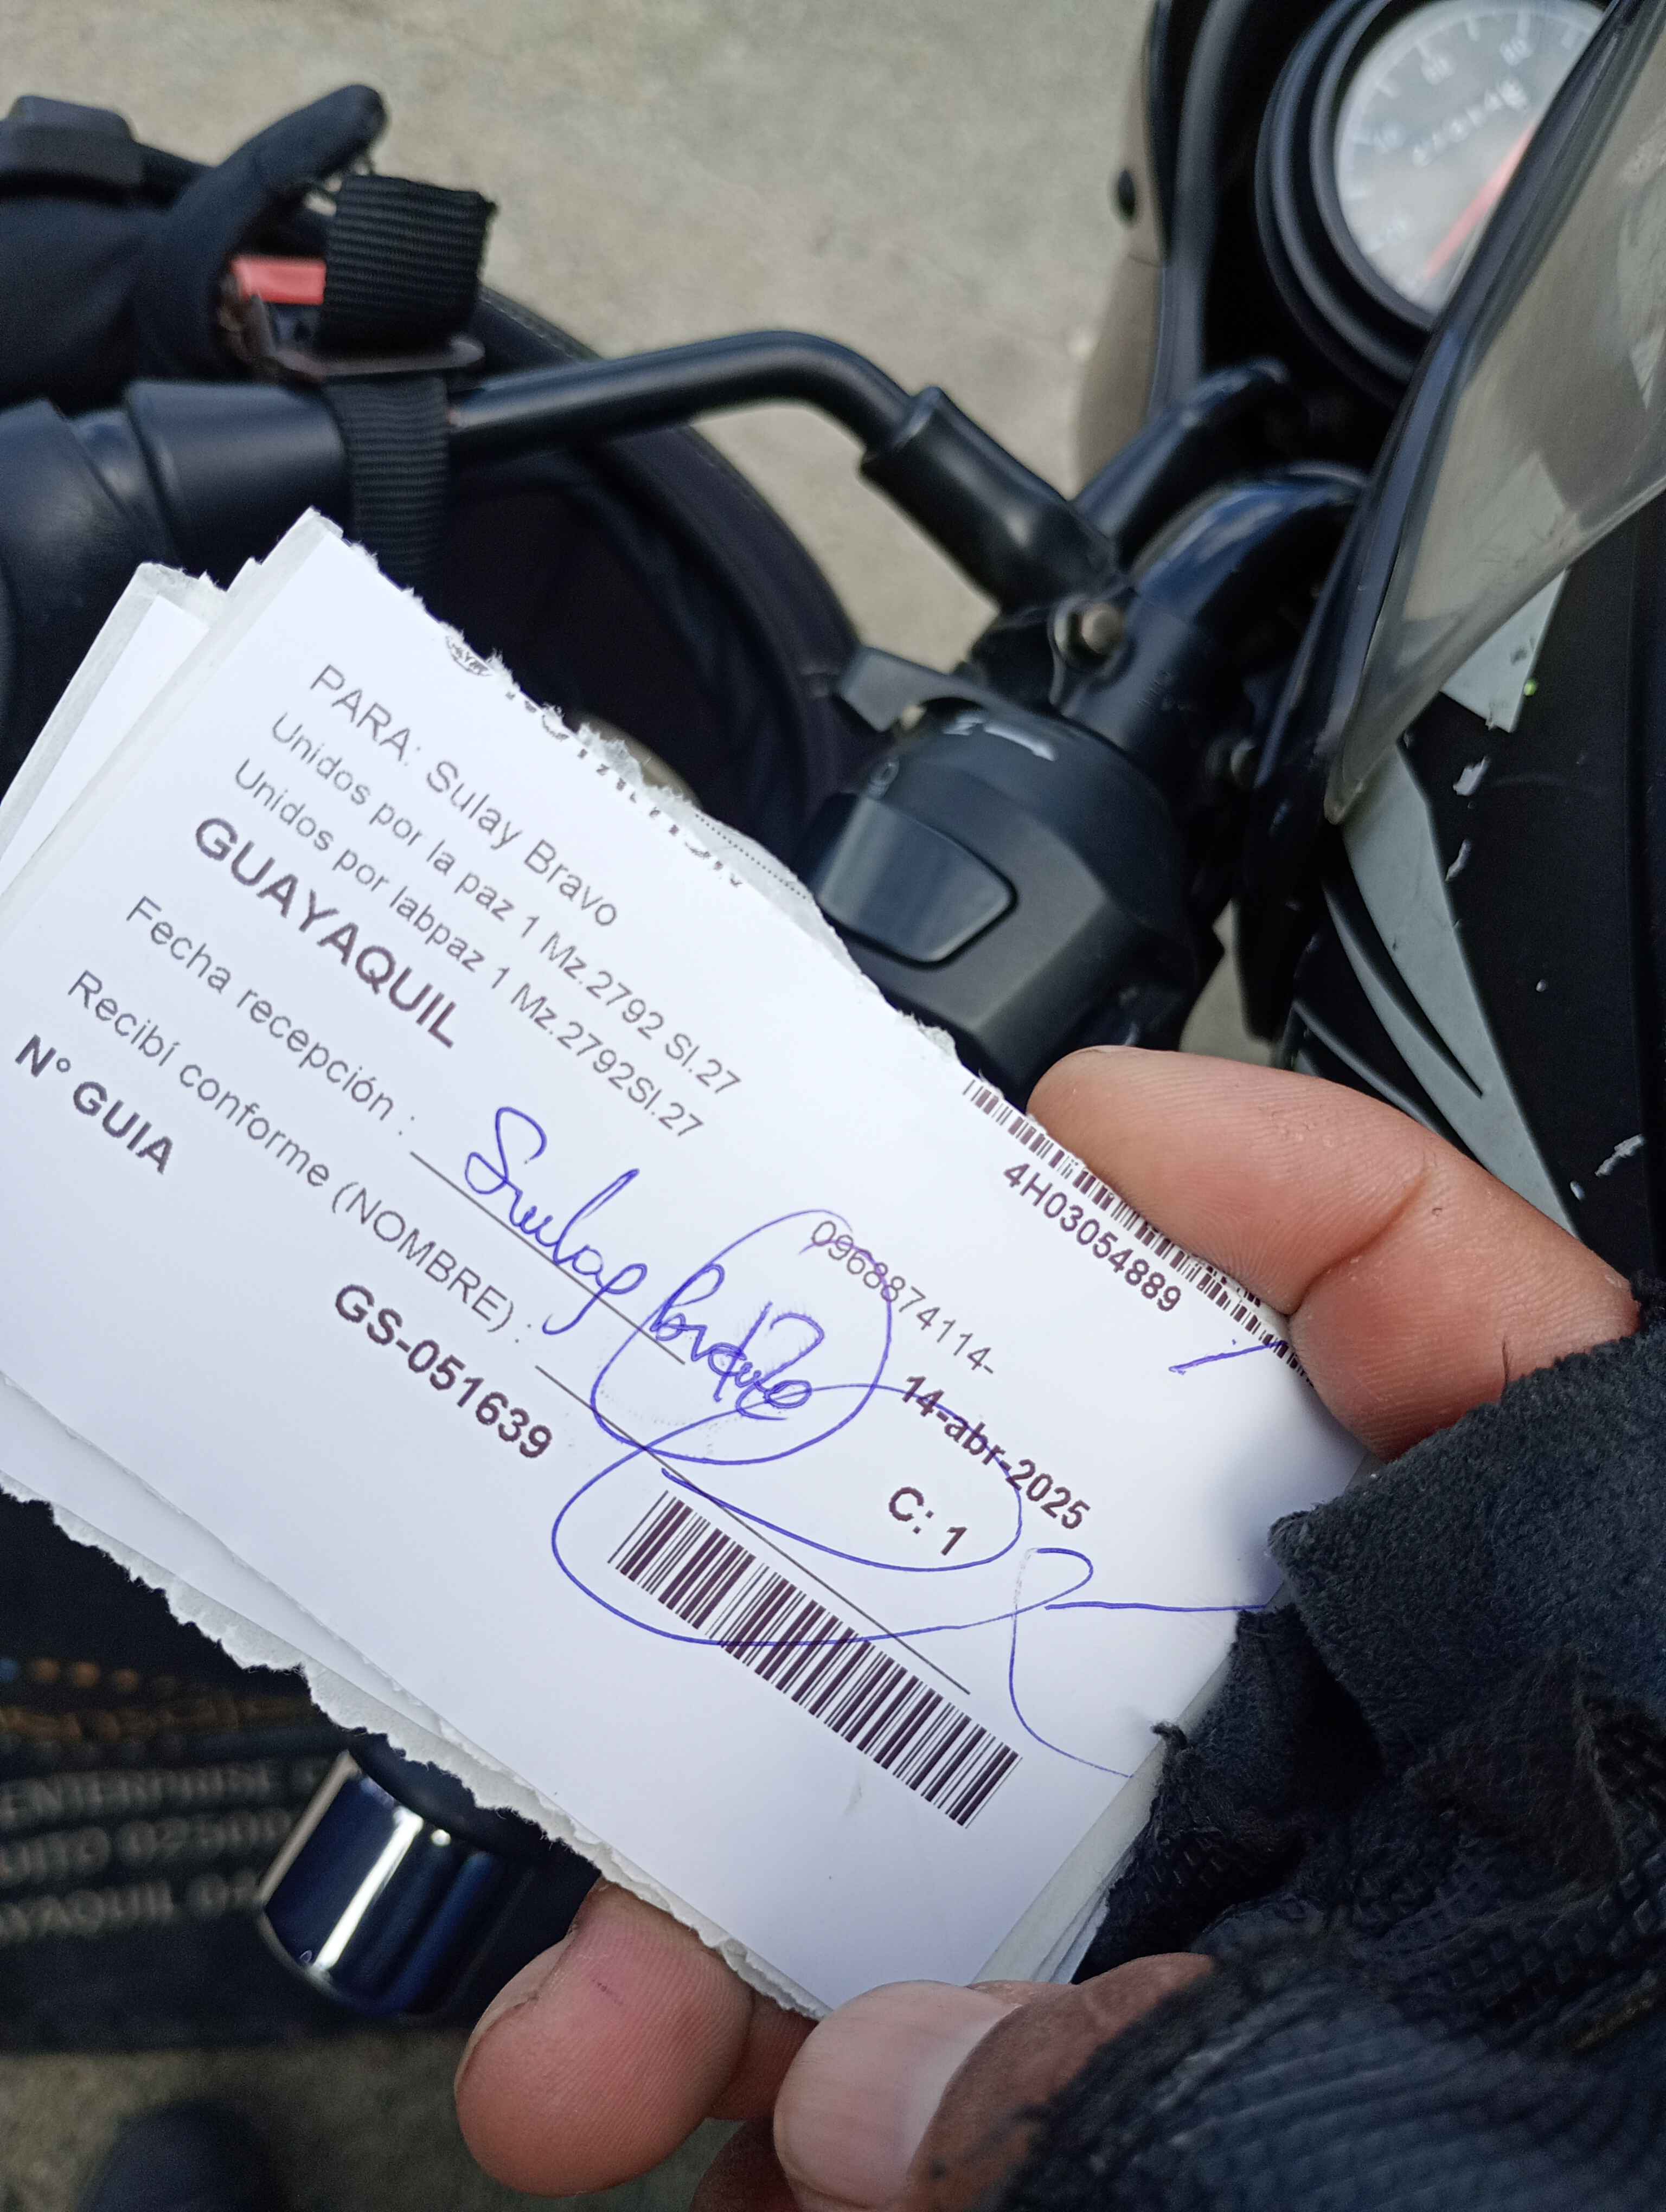 4H03054889
PARA: Sulay Bravo
Unidos por la paz 1 Mz.2792 Sl.27
Unidos por labpaz 1 Mz.2792Sl.27
0968874114-
GUAYAQUIL
14-abr-2025
Fecha recepción :
Sulay
C: 1
Recibí conforme (NOMBRE) :
N° GUIA
GS-051639